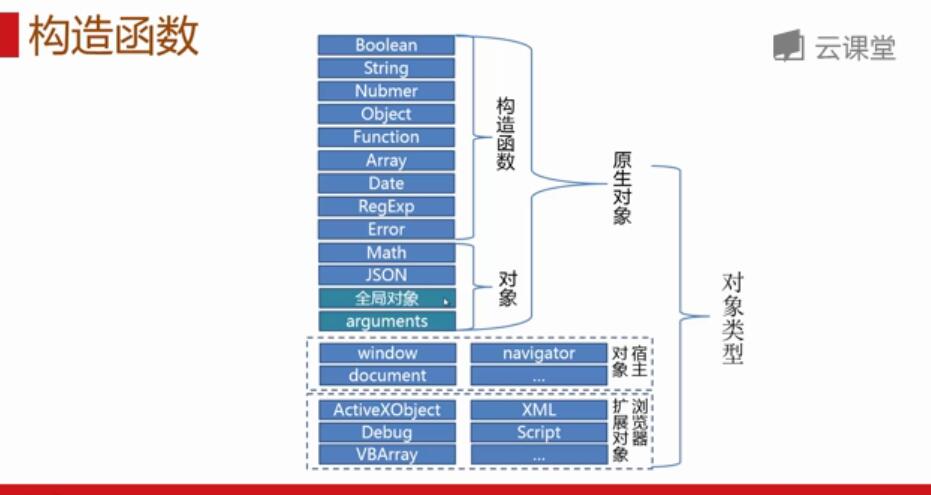 构造函数
云课堂
Boolean
String
Nubmer
Object
Function
Array
Date
RegExp
Error
构造函数
Math
JSON
全局对象
arguments
对象
原生对象
window
navigator
document
...
宿主对象
ActiveXObject
XML
Debug
Script
VBArray
...
浏览器扩展对象
对象类型